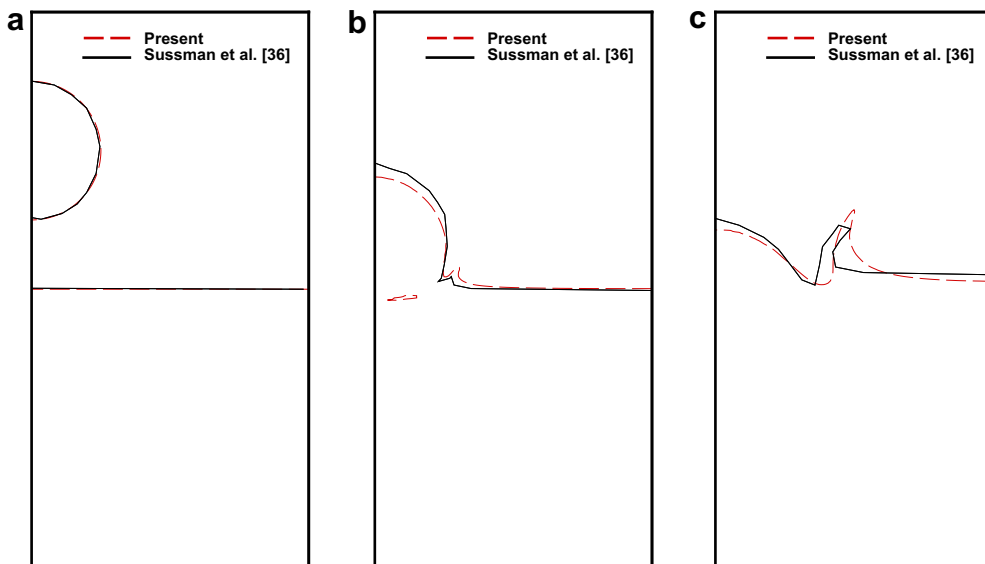 a
Present
Sussman et al. [36]
b
Present
Sussman et al. [36]
c
Present
Sussman et al. [36]